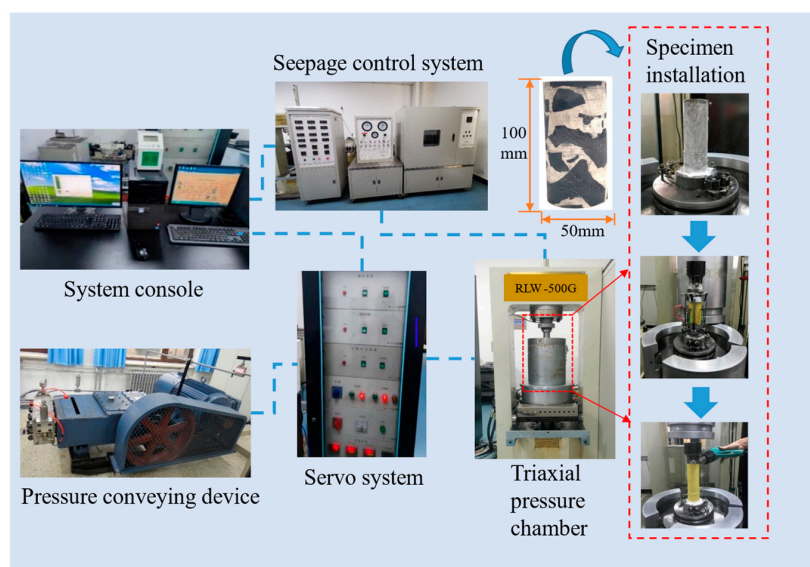 Seepage control system
Specimen
installation
100
mm
50mm
System console
RLW-500G
Pressure conveying device
Servo system
Triaxial
pressure
chamber